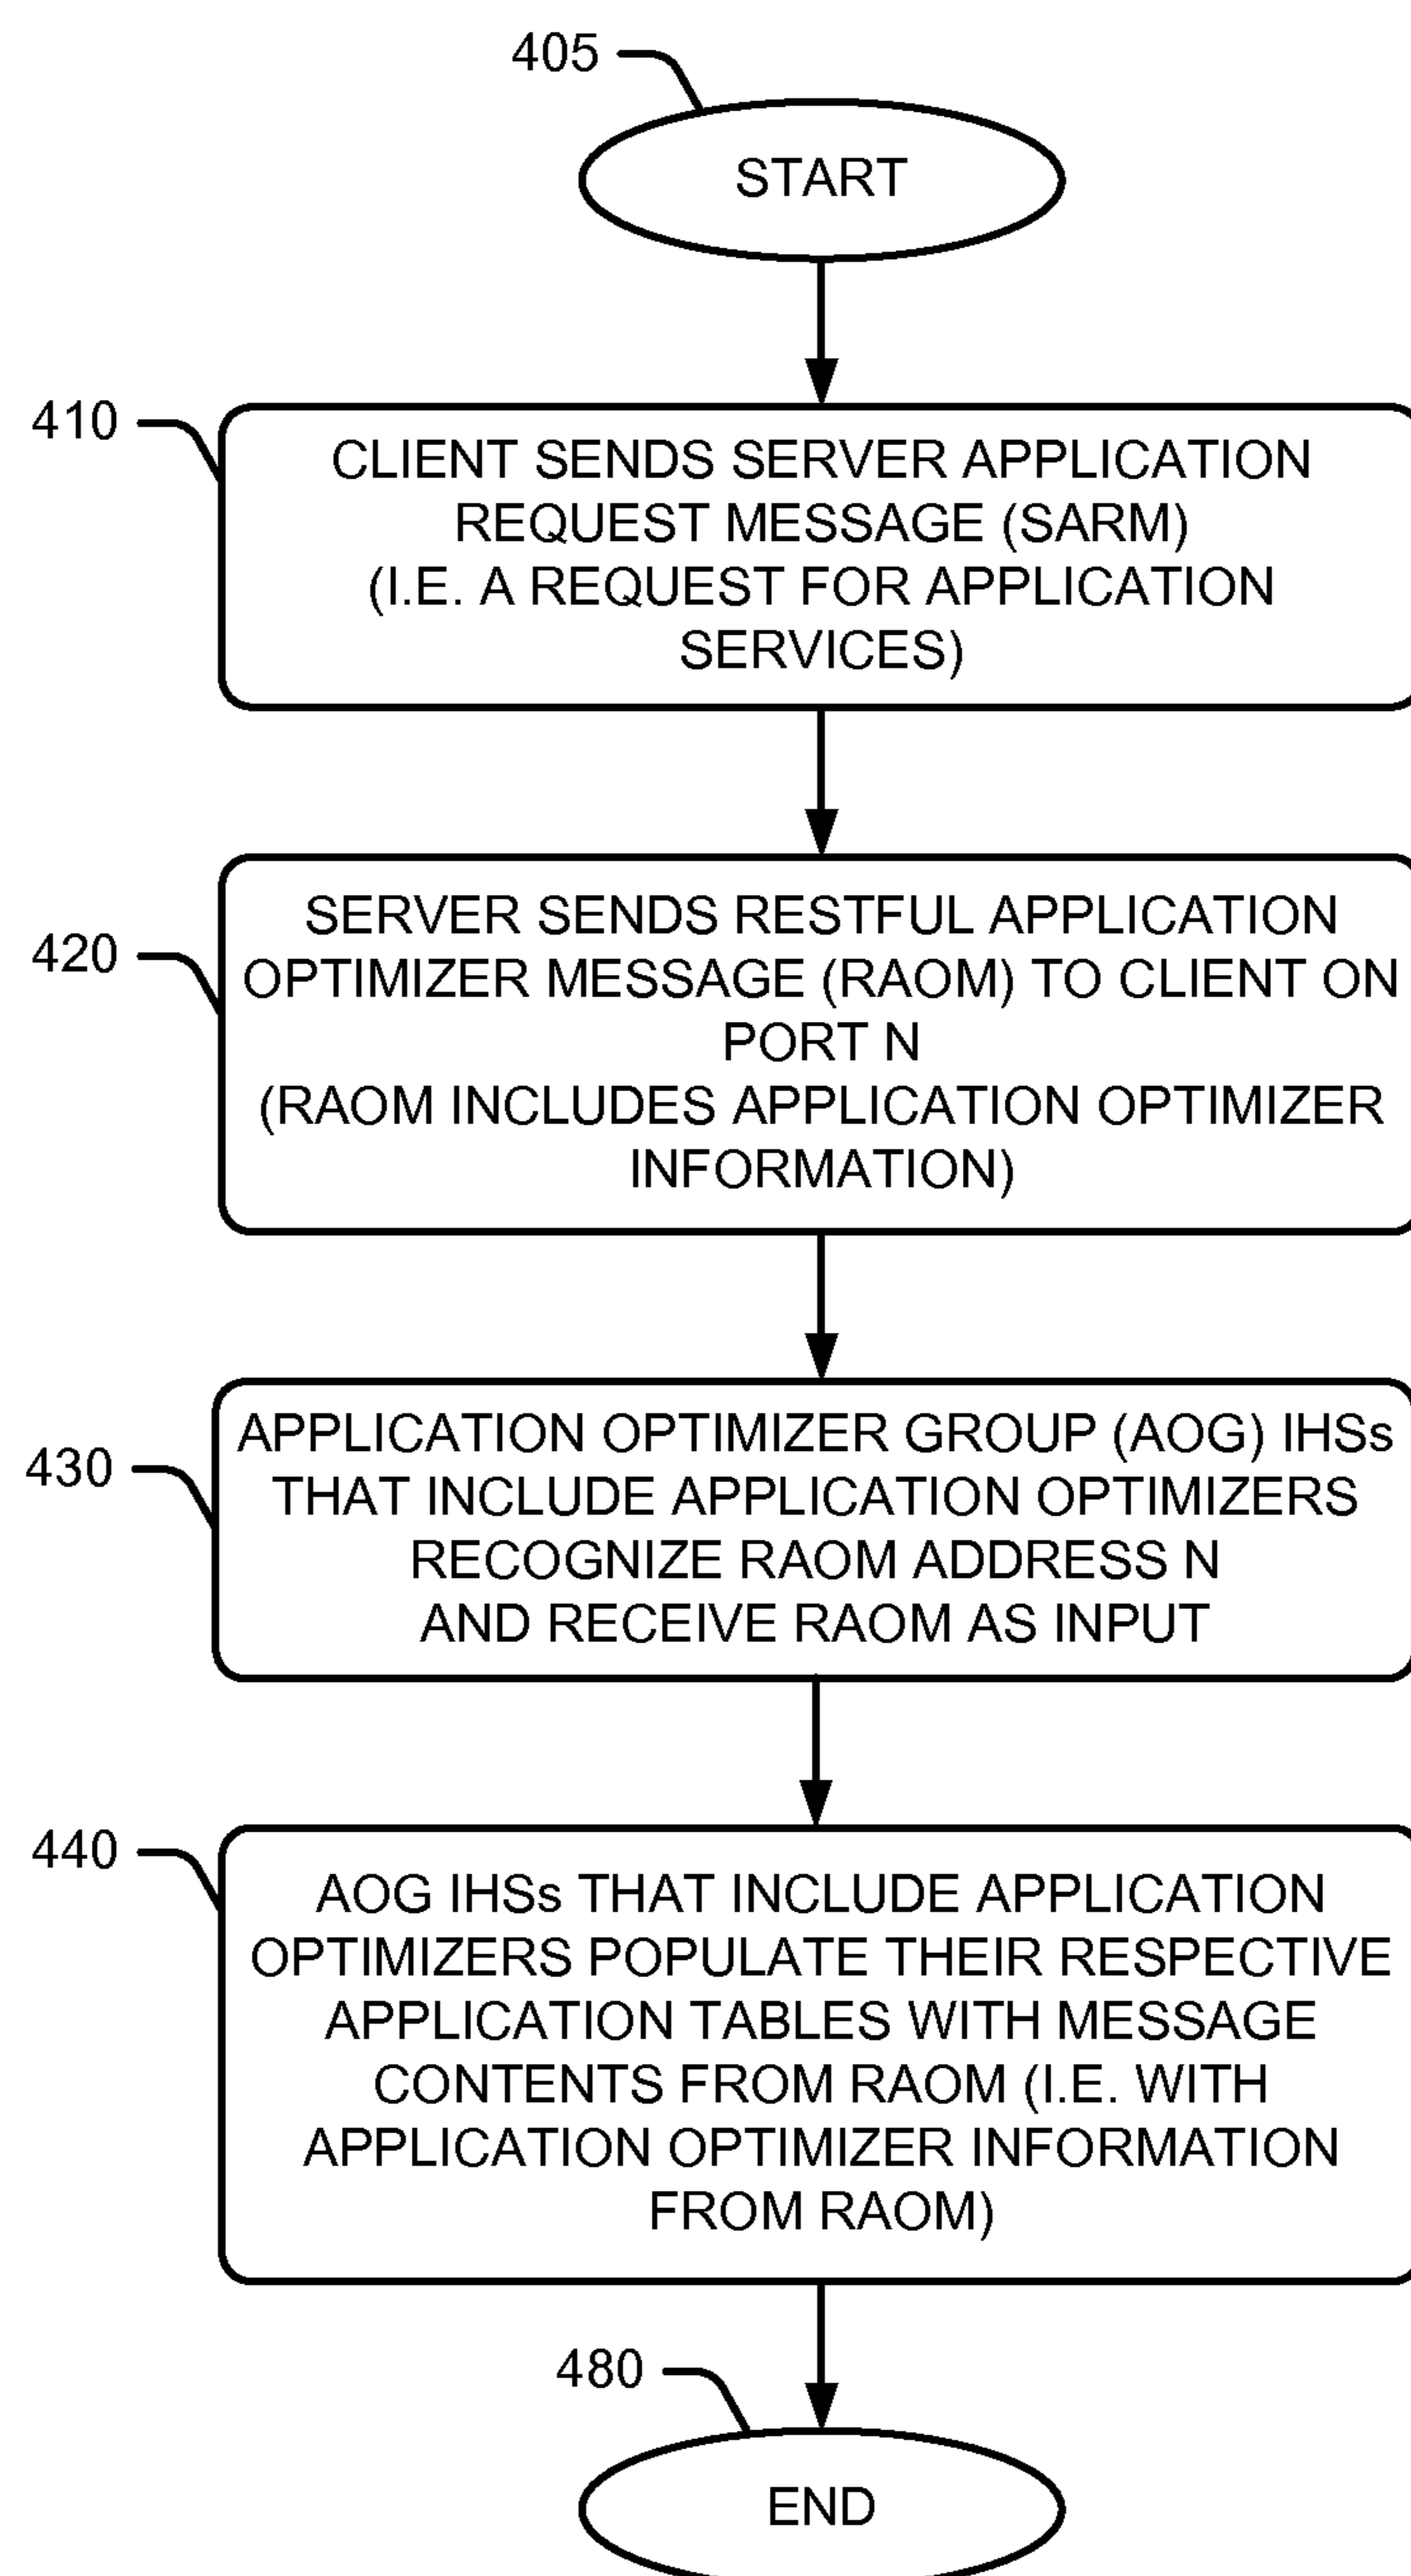 405
START
410
CLIENT SENDS SERVER APPLICATION
REQUEST MESSAGE (SARM)
(I.E. A REQUEST FOR APPLICATION
SERVICES)
420
SERVER SENDS RESTFUL APPLICATION
OPTIMIZER MESSAGE (RAOM) TO CLIENT ON
PORT N
(RAOM INCLUDES APPLICATION OPTIMIZER
INFORMATION)
430
APPLICATION OPTIMIZER GROUP (AOG) IHSs
THAT INCLUDE APPLICATION OPTIMIZERS
RECOGNIZE RAOM ADDRESS N
AND RECEIVE RAOM AS INPUT
440
AOG IHSs THAT INCLUDE APPLICATION
OPTIMIZERS POPULATE THEIR RESPECTIVE
APPLICATION TABLES WITH MESSAGE
CONTENTS FROM RAOM (I.E. WITH
APPLICATION OPTIMIZER INFORMATION
FROM RAOM)
480
END